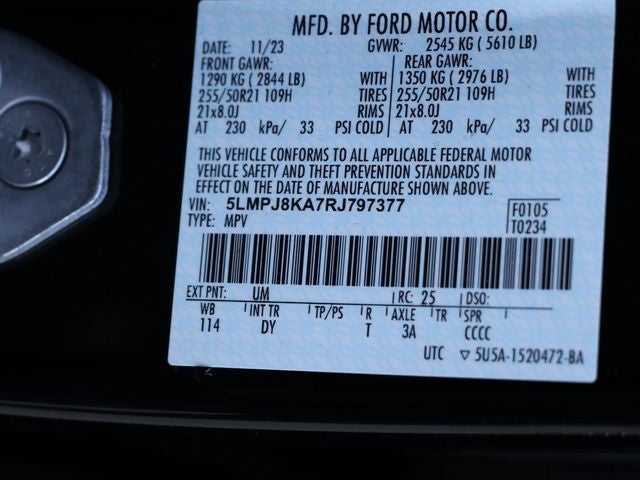 MFD. BY FORD MOTOR CO.
DATE: 11/23 GVWR: 2545 KG ( 5610 LB)
FRONT GAWR: REAR GAWR:
1290 KG ( 2844 LB) WITH 1350 KG ( 2976 LB) WITH
255/50R21 109H TIRES 255/50R21 109H TIRES
21x8.0J RIMS 21x8.0J RIMS
AT 230 kPa/ 33 PSI COLD AT 230 kPa/ 33 PSI COLD
THIS VEHICLE CONFORMS TO ALL APPLICABLE FEDERAL MOTOR
VEHICLE SAFETY AND THEFT PREVENTION STANDARDS IN
EFFECT ON THE DATE OF MANUFACTURE SHOWN ABOVE.
VIN: 5LMPJ8KA7RJ797377 F0105
TYPE: MPV T0234
EXT PNT: UM RC: 25 DSO:
WB INT TR TP/PS R AXLE TR SPR
114 DY T 3A CCCC
UTC ▽ 5U5A-1520472-BA